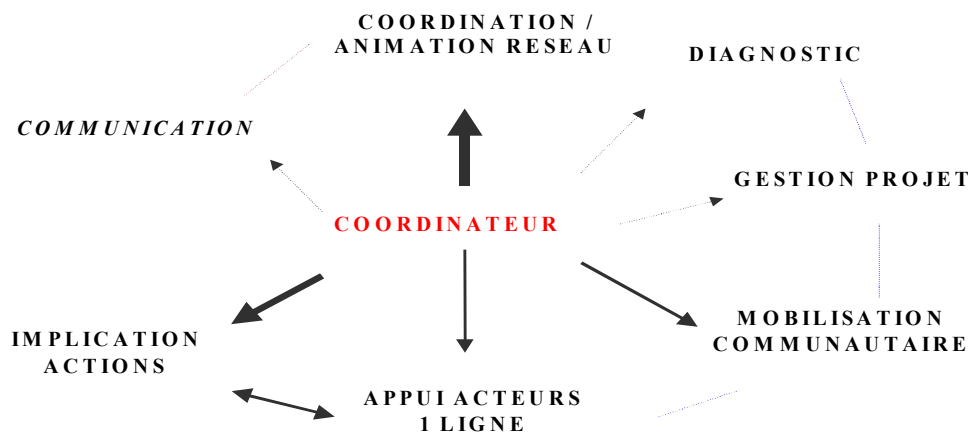 COORDINATION /
ANIMATION RESEAU
DIAGNOSTIC
COMMUNICATION
GESTION PROJET
COORDINATEUR
MOBILISATION
COMMUNAUTAIRE
IMPLICATION
ACTIONS
APPUI ACTEURS
1 LIGNE